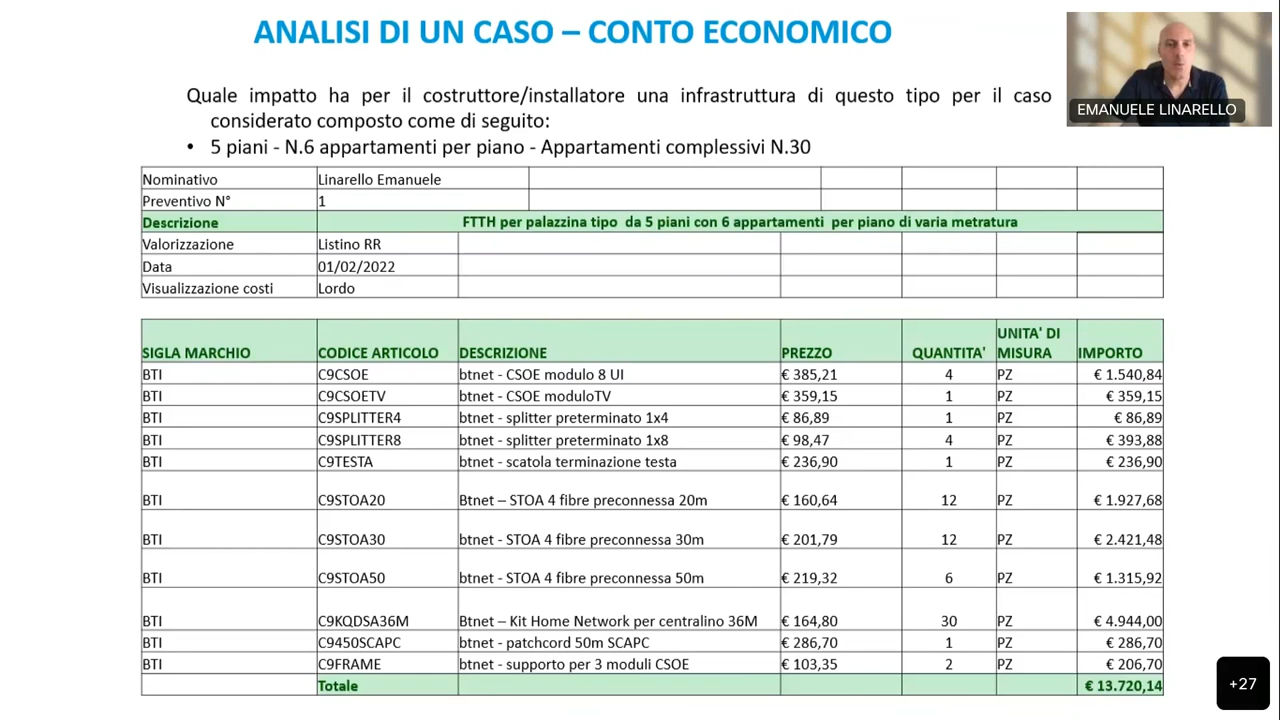 ANALISI DI UN CASO – CONTO ECONOMICO
EMANUELE LINARELLO
Quale impatto ha per il costruttore/installatore una infrastruttura di questo tipo per il caso
considerato composto come di seguito:
• 5 piani - N.6 appartamenti per piano - Appartamenti complessivi N.30
Nominativo Linarello Emanuele
Preventivo N° 1
Descrizione FTTH per palazzina tipo da 5 piani con 6 appartamenti per piano di varia metratura
Valorizzazione Listino RR
Data 01/02/2022
Visualizzazione costi Lordo
SIGLA MARCHIO CODICE ARTICOLO DESCRIZIONE PREZZO QUANTITA' UNITA' DI MISURA IMPORTO
BTI C9CSOE btnet - CSOE modulo 8 UI € 385,21 4 PZ € 1.540,84
BTI C9CSOETV btnet - CSOE moduloTV € 359,15 1 PZ € 359,15
BTI C9SPLITTER4 btnet - splitter preterminato 1x4 € 86,89 1 PZ € 86,89
BTI C9SPLITTER8 btnet - splitter preterminato 1x8 € 98,47 4 PZ € 393,88
BTI C9TESTA btnet - scatola terminazione testa € 236,90 1 PZ € 236,90
BTI C9STOA20 Btnet – STOA 4 fibre preconnessa 20m € 160,64 12 PZ € 1.927,68
BTI C9STOA30 btnet - STOA 4 fibre preconnessa 30m € 201,79 12 PZ € 2.421,48
BTI C9STOA50 btnet - STOA 4 fibre preconnessa 50m € 219,32 6 PZ € 1.315,92
BTI C9KQDSA36M Btnet – Kit Home Network per centralino 36M € 164,80 30 PZ € 4.944,00
BTI C9450SCAPC btnet - patchcord 50m SCAPC € 286,70 1 PZ € 286,70
BTI C9FRAME btnet - supporto per 3 moduli CSOE € 103,35 2 PZ € 206,70
Totale € 13.720,14
+27